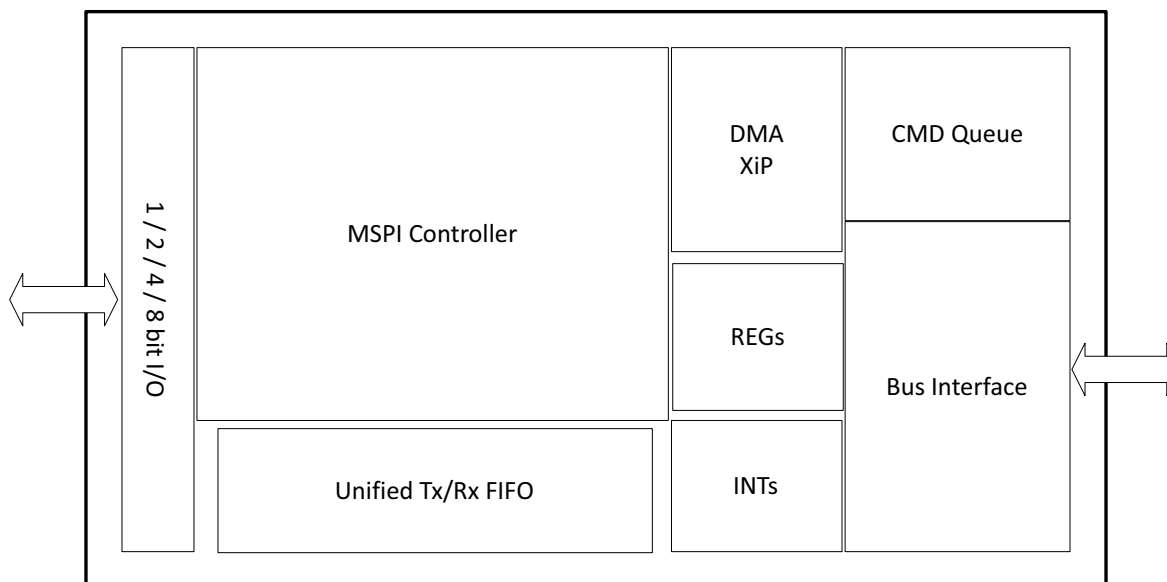 1 / 2 / 4 / 8 bit I/O
MSPI Controller
Unified Tx/Rx FIFO
DMA
XiP
REGs
INTs
CMD Queue
Bus Interface